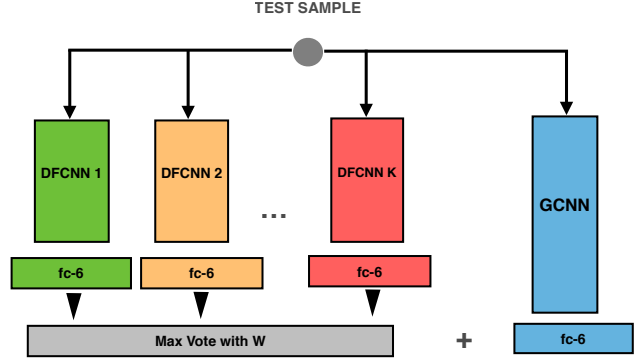 TEST SAMPLE
DFCNN 1
DFCNN 2
...
DFCNN K
GCNN
fc-6
fc-6
fc-6
Max Vote with W
+
fc-6